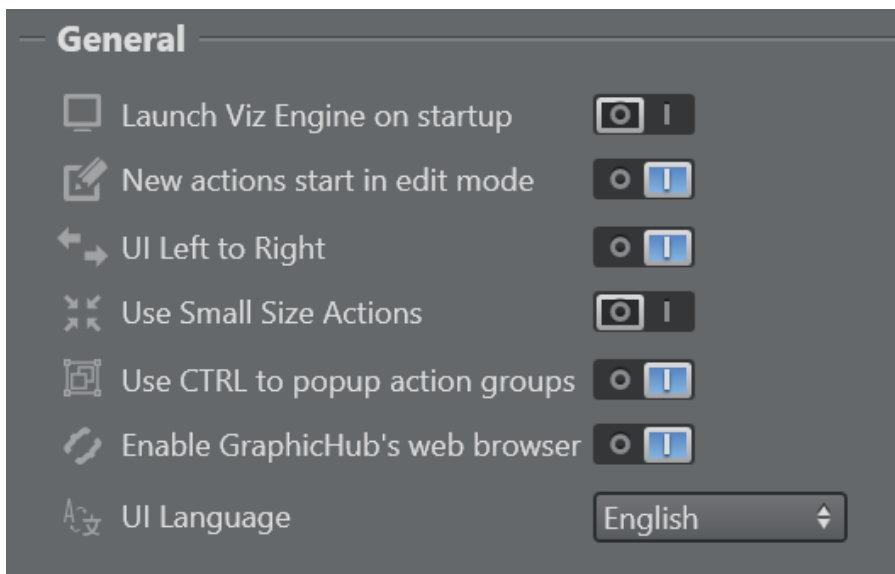 General
Launch Viz Engine on startup
New actions start in edit mode
UI Left to Right
Use Small Size Actions
Use CTRL to popup action groups
Enable GraphicHub's web browser
UI Language English